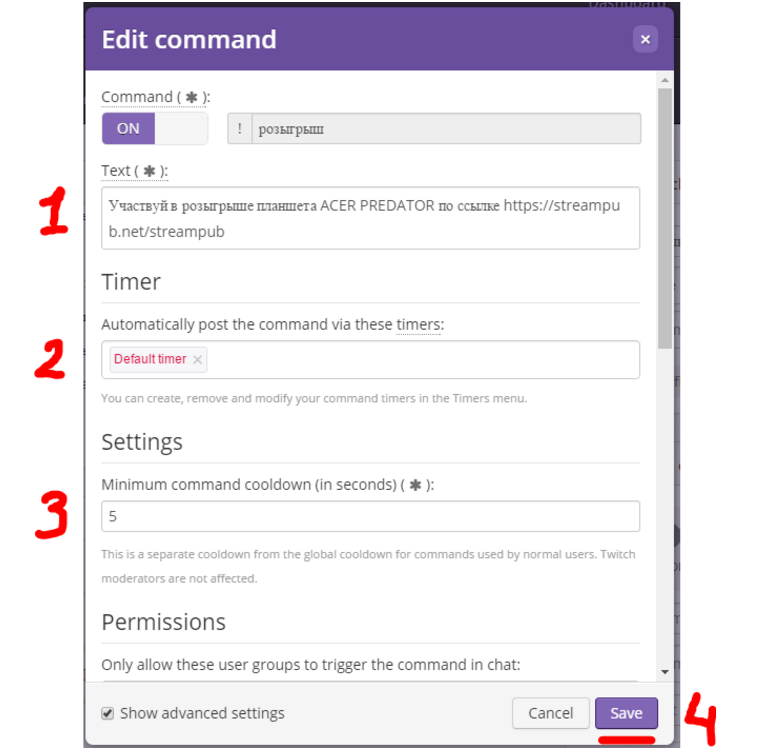 Edit command
×
Command ( ✱ ):
ON
! розыгрыш
Text ( ✱ ):
1
Участвуй в розыгрыше планшета ACER PREDATOR по ссылке https://streampu
b.net/streampub
Timer
Automatically post the command via these timers:
2
Default timer ×
You can create, remove and modify your command timers in the Timers menu.
Settings
Minimum command cooldown (in seconds) ( ✱ ):
3
5
This is a separate cooldown from the global cooldown for commands used by normal users. Twitch
moderators are not affected.
Permissions
Only allow these user groups to trigger the command in chat:
Show advanced settings
Cancel
Save
4